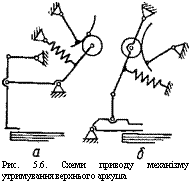 а
б
Рис. 5.6. Схеми приводу механізму
утримування верхнього аркуша